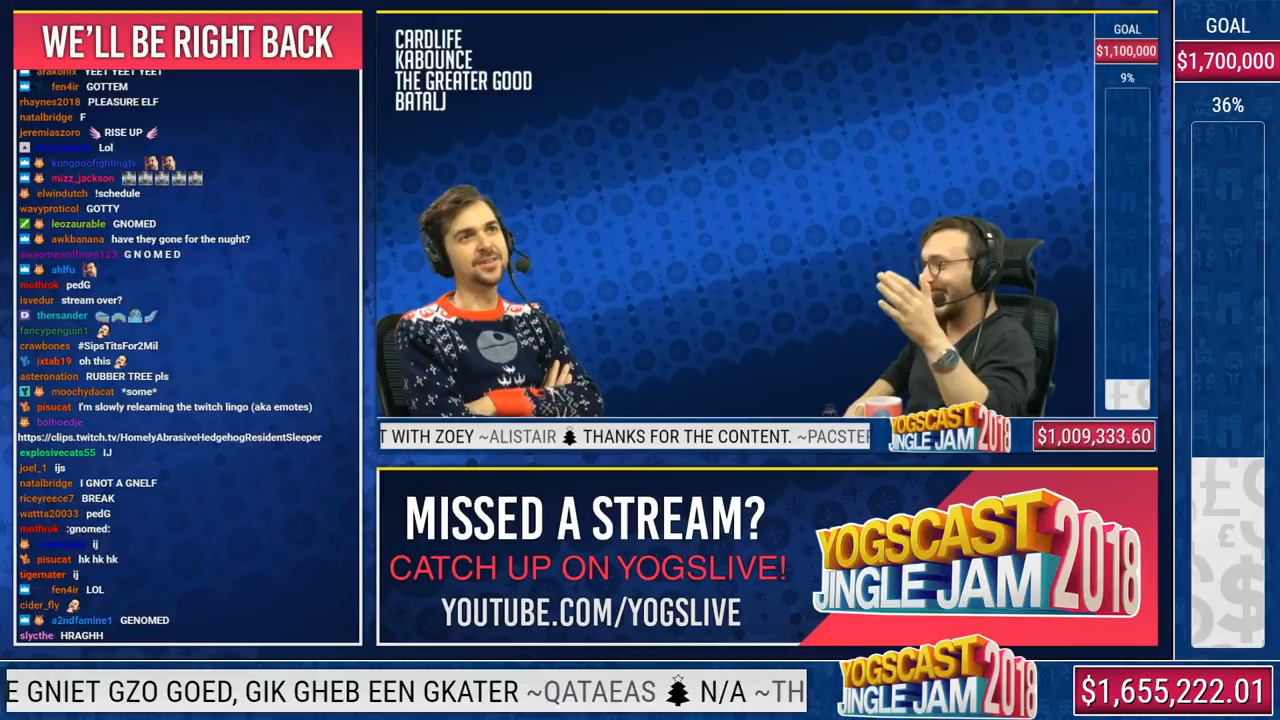 WE'LL BE RIGHT BACK
arakonix YEET YEET YEET
fen4ir GOTTEM
rhaynes2018 PLEASURE ELF
natalbridge F
jeremiaszoro RISE UP
Lol
kungpoofightingtv
mizz_jackson
elwindutch !schedule
wavyproticol GOTTY
leozaurable GNOMED
awkbanana have they gone for the nught?
awsomewolfman123 G N O M E D
ahlfu
mothrok pedG
isvedur stream over?
thersander
fancypenguin1
crawbones #SipsTitsFor2Mil
ixtab19 oh this
asteronation RUBBER TREE pls
moochydacat *some*
pisucat I'm slowly relearning the twitch lingo (aka emotes)
bolhoedje
https://clips.twitch.tv/HomelyAbrasiveHedgehogResidentSleeper
explosivecats55 IJ
joel_1 ijs
natalbridge I GNOT A GNELF
riceyreece7 BREAK
wattta20033 pedG
mothrok :gnomed:
ij
pisucat hk hk hk
tigernater ij
fen4ir LOL
cider_fly
a2ndfamine1 GENOMED
slycthe HRAGHH
CARDLIFE
KABOUNCE
THE GREATER GOOD
BATALJ
GOAL
$1,100,000
9%
T WITH ZOEY ~ALISTAIR THANKS FOR THE CONTENT. ~PACSTE
YOGSCAST
JINGLE JAM 2018
$1,009,333.60
MISSED A STREAM?
CATCH UP ON YOGSLIVE!
YOUTUBE.COM/YOGSLIVE
YOGSCAST
JINGLE JAM 2018
GOAL
$1,700,000
36%
E GNIET GZO GOED, GIK GHEB EEN GKATER ~QATAEAS N/A ~TH
YOGSCAST
JINGLE JAM 2018
$1,655,222.01